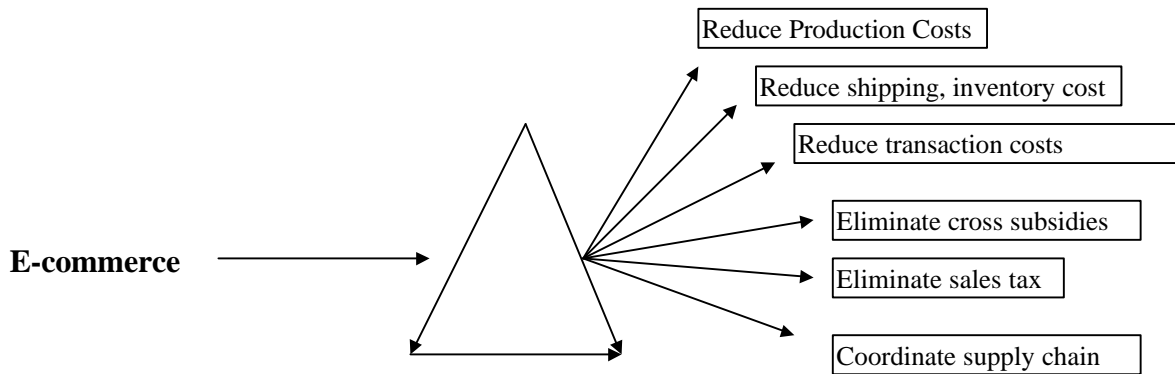 Reduce Production Costs
Reduce shipping, inventory cost
Reduce transaction costs
Eliminate cross subsidies
E-commerce
Eliminate sales tax
Coordinate supply chain